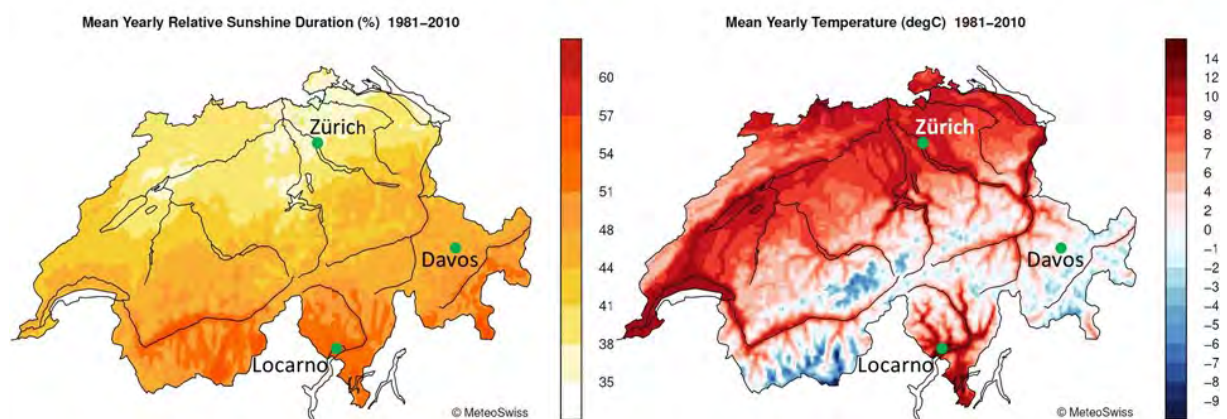 Mean Yearly Relative Sunshine Duration (%) 1981–2010
60
57
54
51
48
44
41
38
35
Zürich
Davos
Locarno
© MeteoSwiss
Mean Yearly Temperature (degC) 1981–2010
14
12
10
9
8
7
6
4
2
0
−1
−2
−3
−4
−5
−6
−7
−8
−9
Zürich
Davos
Locarno
© MeteoSwiss